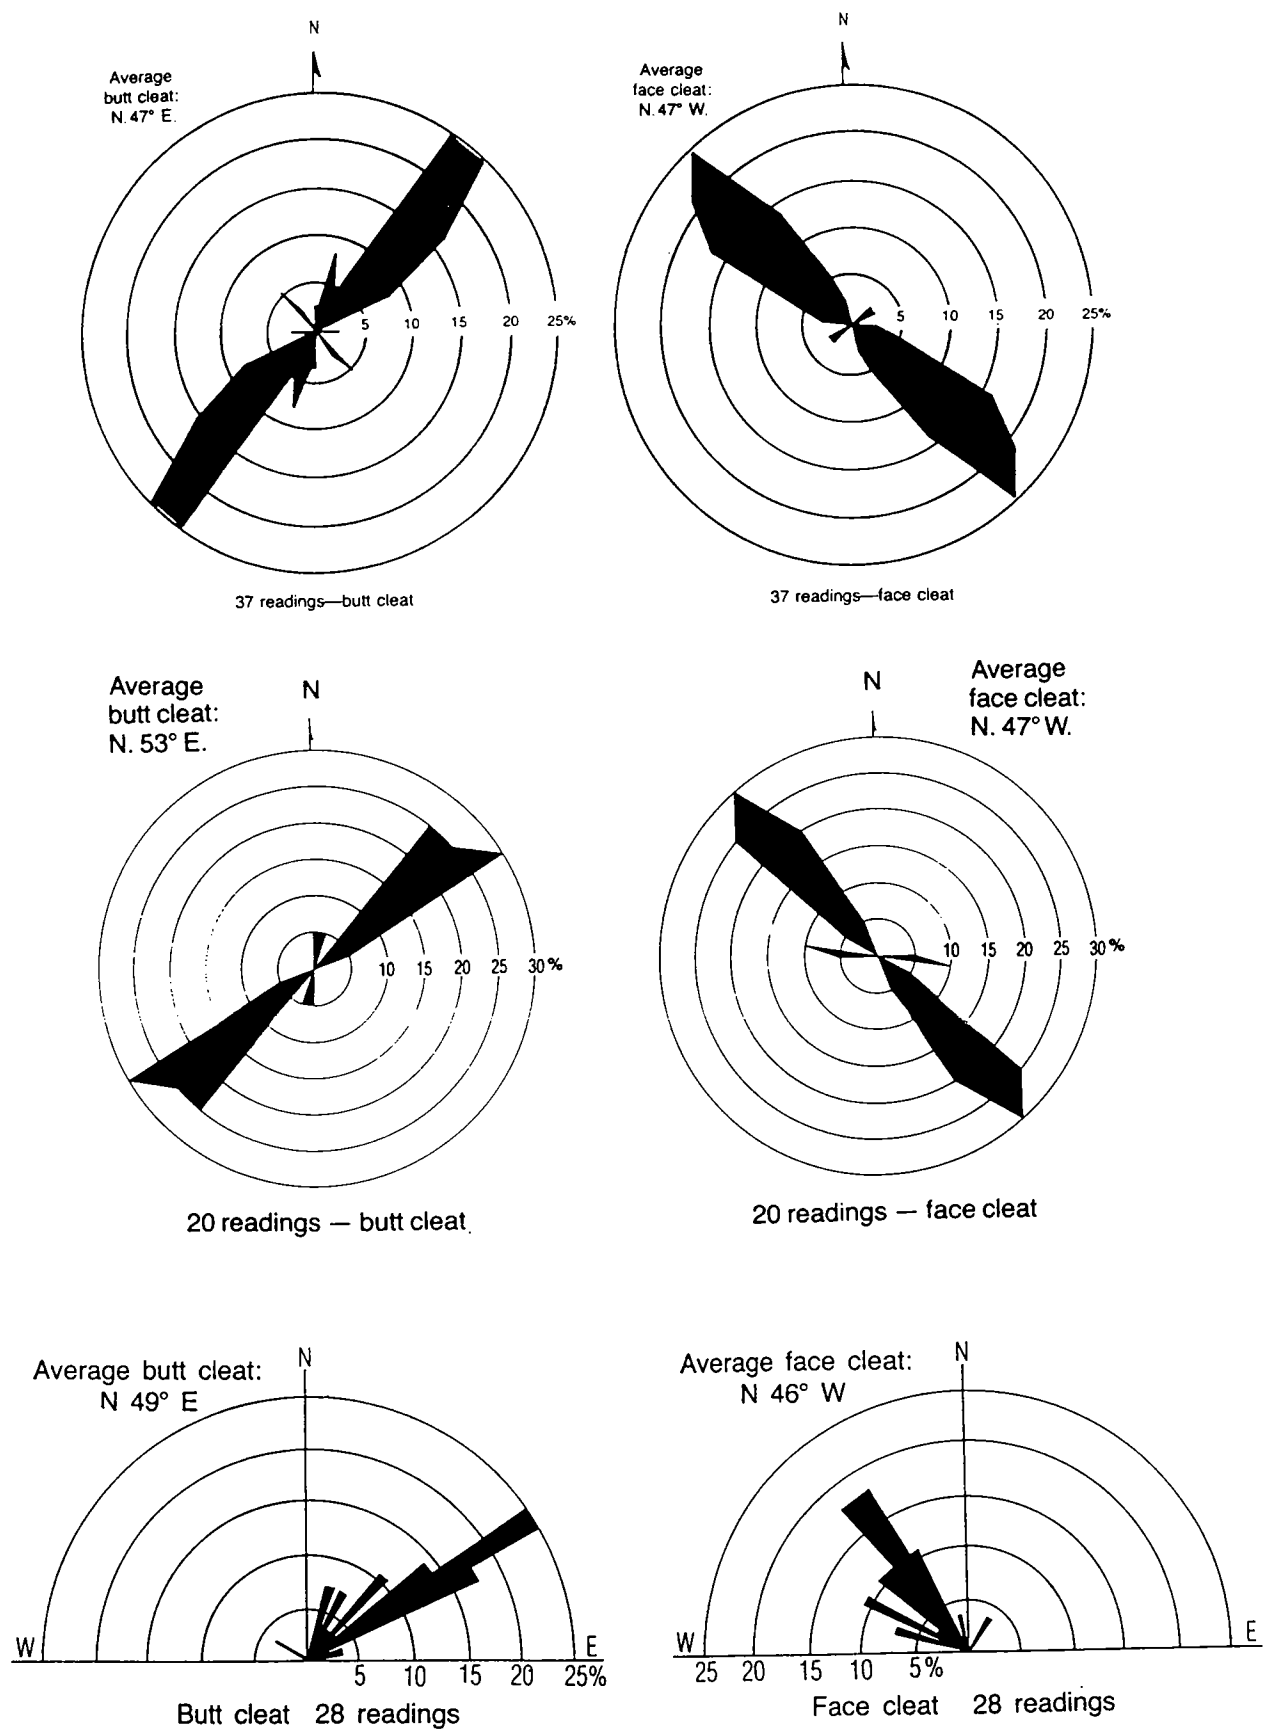 N
Average
butt cleat:
N. 47° E.
5 10 15 20 25%
37 readings—butt cleat
N
Average
face cleat:
N. 47° W.
5 10 15 20 25%
37 readings—face cleat
Average
butt cleat:
N. 53° E.
N
10 15 20 25 30%
20 readings — butt cleat
N
Average
face cleat:
N. 47° W.
10 15 20 25 30%
20 readings — face cleat
Average butt cleat:
N 49° E
N
W E
5 10 15 20 25%
Butt cleat 28 readings
Average face cleat:
N 46° W
N
W E
25 20 15 10 5%
Face cleat 28 readings